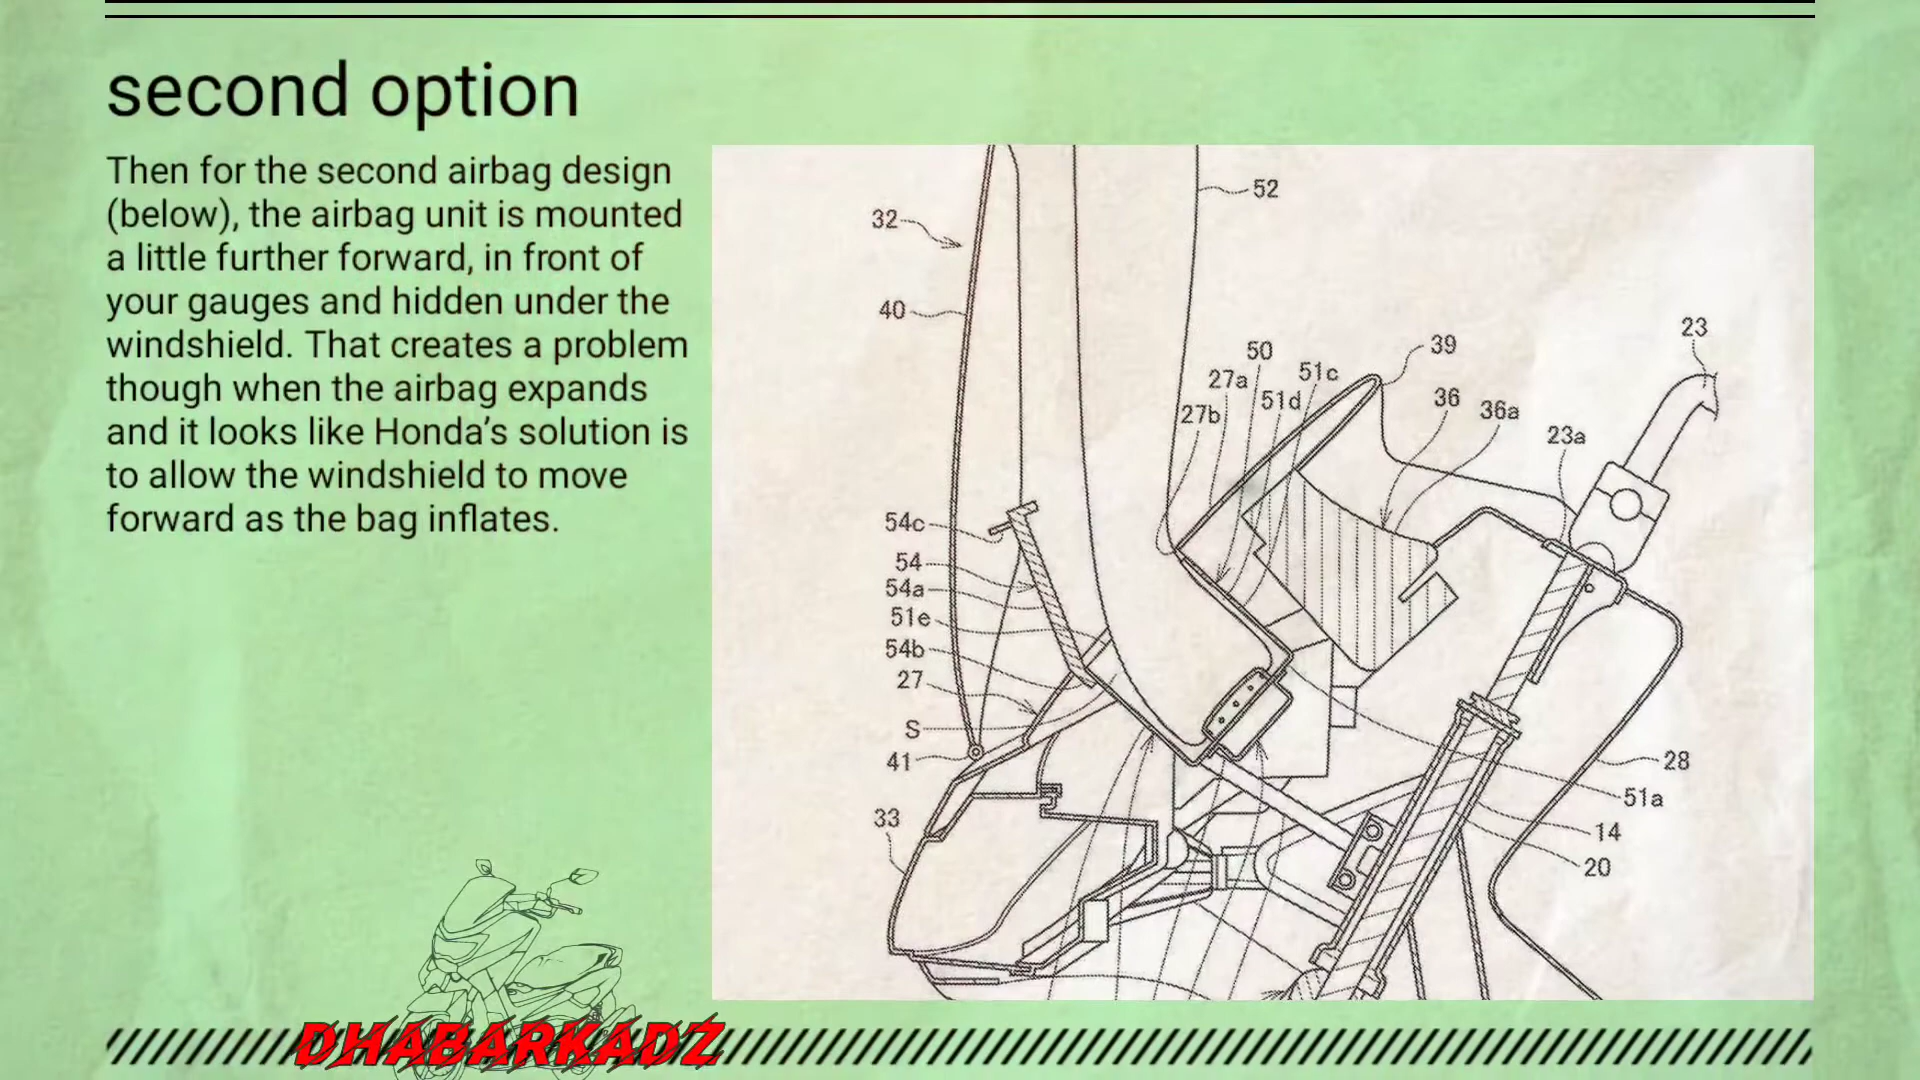 second option
Then for the second airbag design
(below), the airbag unit is mounted
a little further forward, in front of
your gauges and hidden under the
windshield. That creates a problem
though when the airbag expands
and it looks like Honda’s solution is
to allow the windshield to move
forward as the bag inflates.
52
32
40
23
50
39
27a
51c
51d
36
36a
27b
23a
54c
54
54a
51e
54b
27
S
41
28
51a
33
14
20
DHABARKADZ